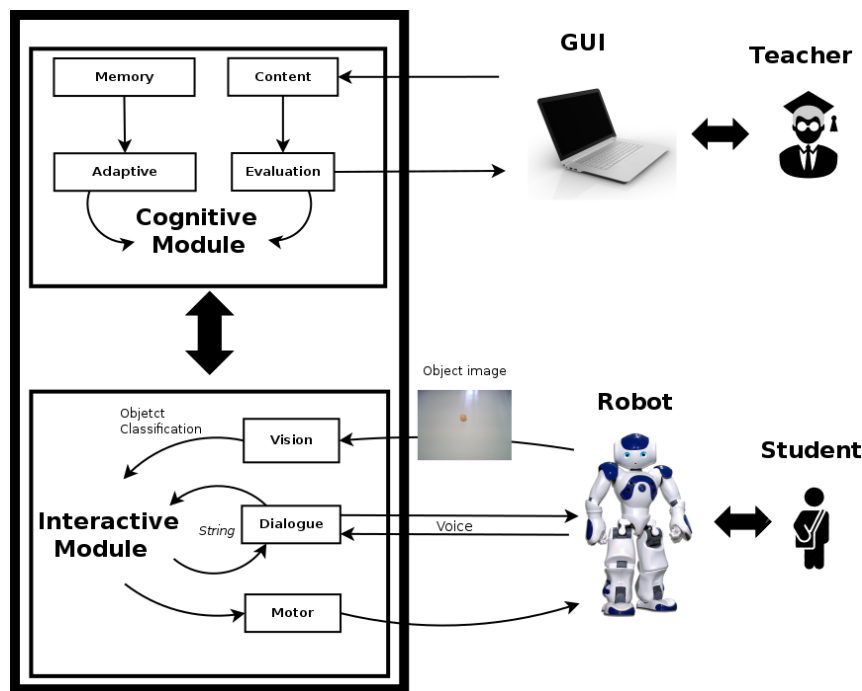 GUI
Teacher
Memory
Content
Adaptive
Evaluation
Cognitive
Module
Object image
Objetct
Classification
Vision
Robot
Student
Interactive
Module
String
Dialogue
Voice
Motor